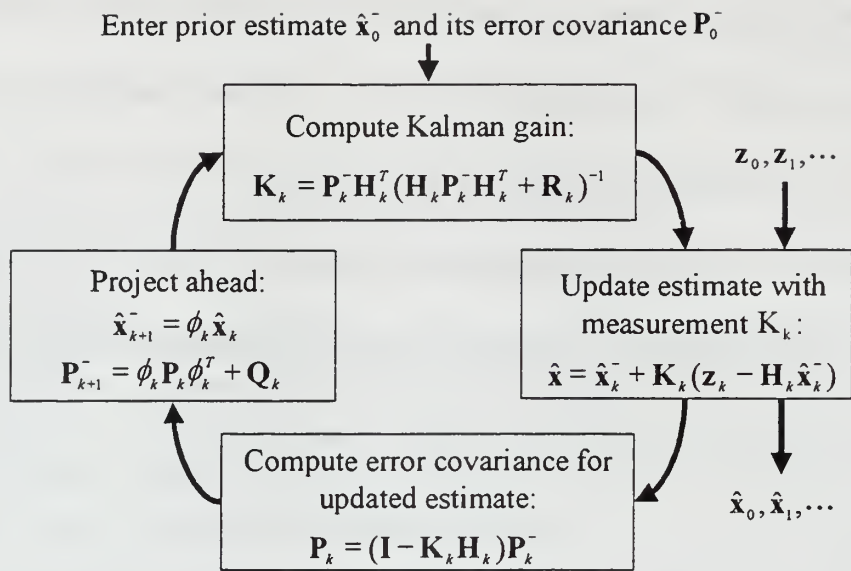 Enter prior estimate x̂₀⁻ and its error covariance P₀⁻
Compute Kalman gain:
Kₖ = Pₖ⁻Hₖᵀ(HₖPₖ⁻Hₖᵀ + Rₖ)⁻¹
z₀, z₁, ⋯
Project ahead:
x̂ₖ₊₁⁻ = ϕₖx̂ₖ
Pₖ₊₁⁻ = ϕₖPₖϕₖᵀ + Qₖ
Update estimate with
measurement Kₖ:
x̂ = x̂ₖ⁻ + Kₖ(zₖ − Hₖx̂ₖ⁻)
Compute error covariance for
updated estimate:
Pₖ = (I − KₖHₖ)Pₖ⁻
x̂₀, x̂₁, ⋯